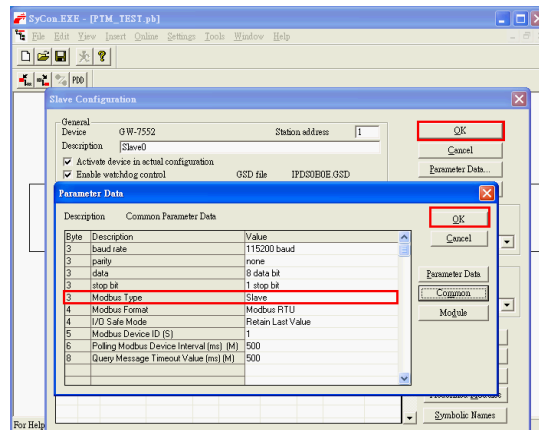 SyCon.EXE - [PTM_TEST.pb]
File Edit View Insert Online Settings Tools Window Help
PDD
Slave Configuration
General
Device GW-7552 Station address 1
Description Slave0
Activate device in actual configuration
Enable watchdog control GSD file IPDS0B0E.GSD
OK
Cancel
Parameter Data...
Parameter Data
Description Common Parameter Data
Byte Description Value
3 baud rate 115200 baud
3 parity none
3 data 8 data bit
3 stop bit 1 stop bit
3 Modbus Type Slave
4 Modbus Format Modbus RTU
4 I/O Safe Mode Retain Last Value
5 Modbus Device ID (S) 1
6 Polling Modbus Device Interval (ms) (M) 500
8 Query Message Timeout Value (ms) (M) 500
OK
Cancel
Parameter Data
Common
Module
Symbolic Names
For Help